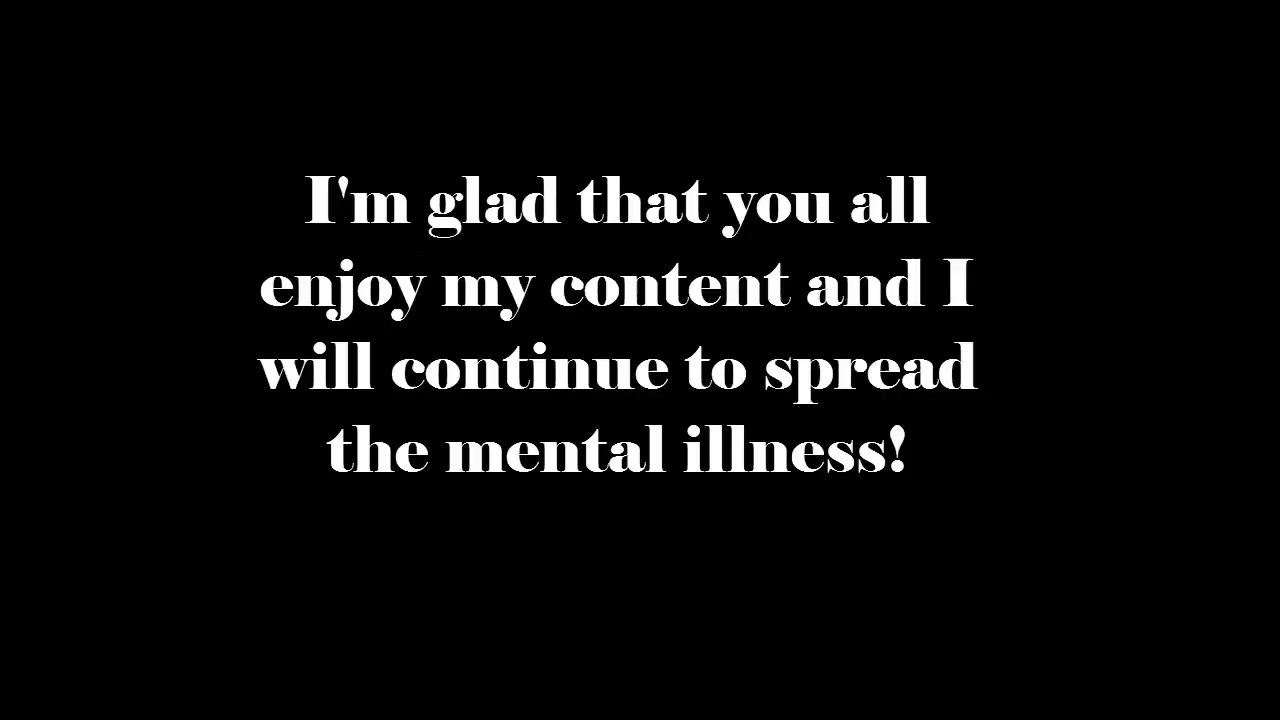 I'm glad that you all
enjoy my content and I
will continue to spread
the mental illness!